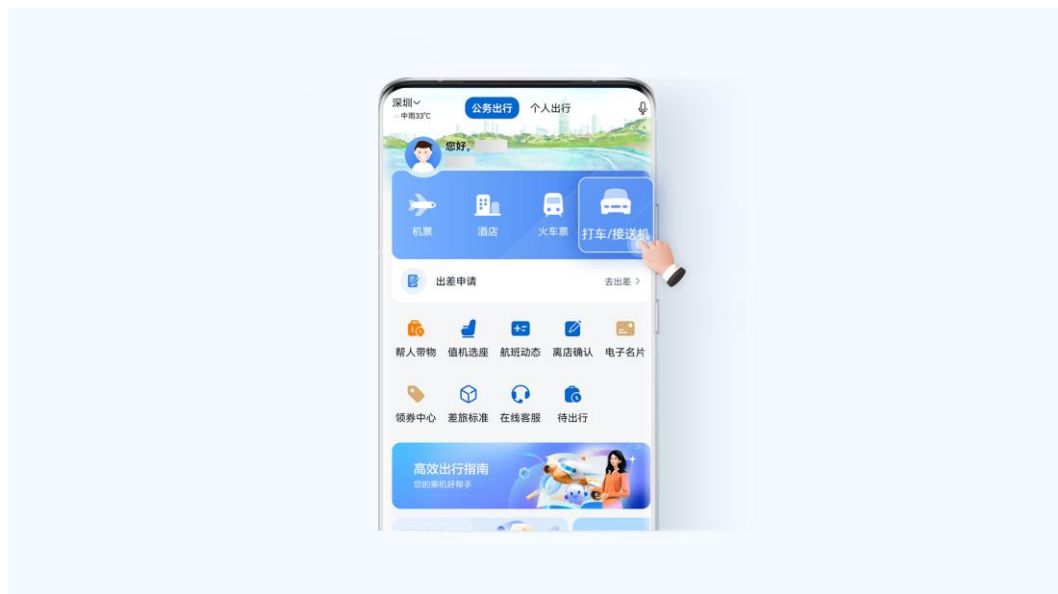 深圳
中雨33℃
公务出行 个人出行
您好，
机票 酒店 火车票 打车/接送机
出差申请 去出差
帮人带物 值机选座 航班动态 离店确认 电子名片
领券中心 差旅标准 在线客服 待出行
高效出行指南
您的乘机好帮手